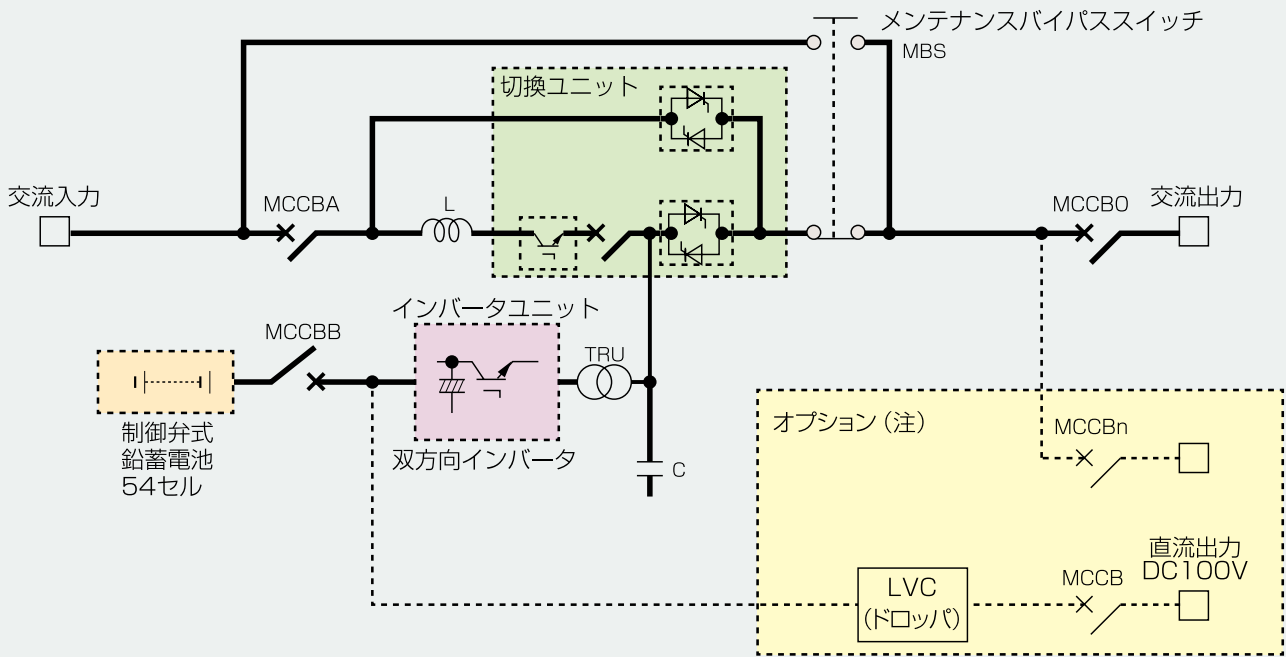 メンテナンスバイパススイッチ
MBS
切換ユニット
交流入力
MCCBA
L
MCCBO
交流出力
インバータユニット
MCCBB
TRU
制御弁式
鉛蓄電池
54セル
双方向インバータ
C
オプション（注）
MCCBn
直流出力
DC100V
LVC
(ドロッパ)
MCCB